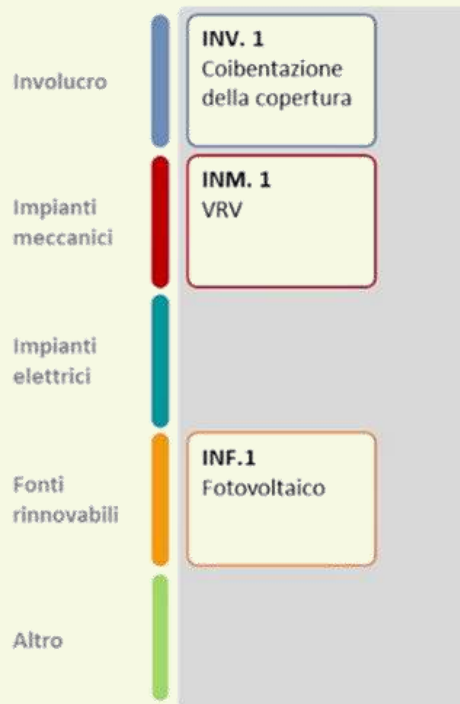 Involucro
INV. 1
Coibentazione
della copertura
Impianti
meccanici
INM. 1
VRV
Impianti
elettrici
Fonti
rinnovabili
INF.1
Fotovoltaico
Altro